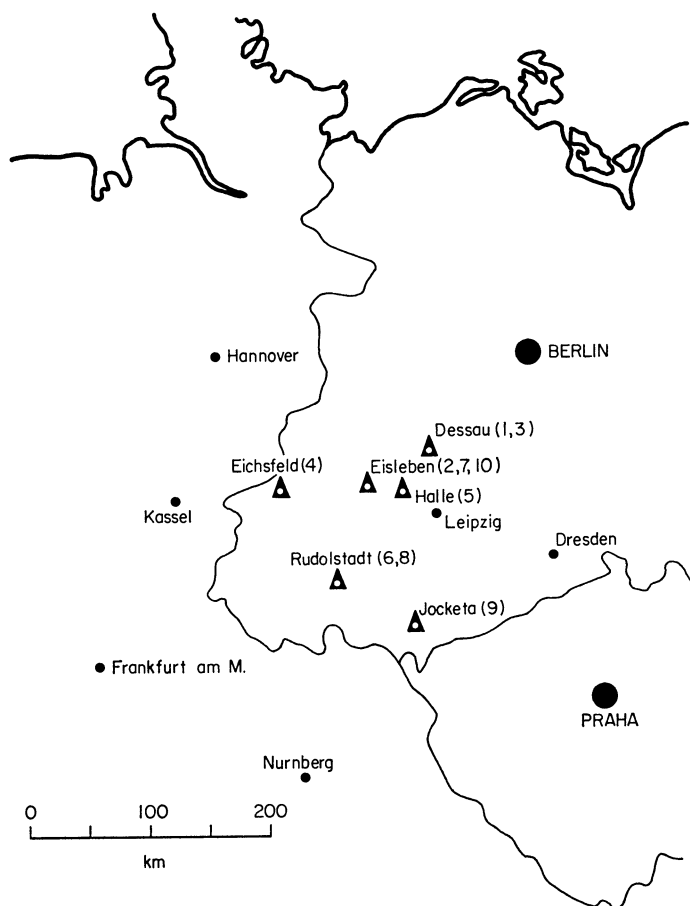 Hannover
BERLIN
Dessau (1,3)
Eichsfeld (4)
Eisleben (2,7,10)
Halle (5)
Kassel
Leipzig
Dresden
Rudolstadt (6,8)
Jocketa (9)
Frankfurt am M.
PRAHA
Nurnberg
0 100 200
km